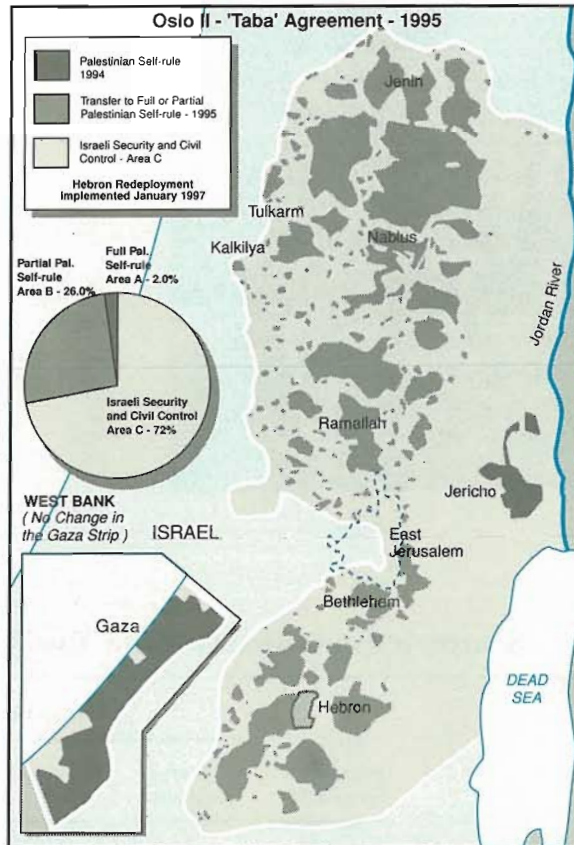 Oslo II - 'Taba' Agreement - 1995
Palestinian Self-rule
1994
Transfer to Full or Partial
Palestinian Self-rule - 1995
Israeli Security and Civil
Control - Area C
Hebron Redeployment
Implemented January 1997
Jenin
Tulkarm
Nablus
Kalkilya
Full Pal.
Self-rule
Area A - 2.0%
Partial Pal.
Self-rule
Area B - 26.0%
Israeli Security
and Civil Control
Area C - 72%
Jordan River
Ramallah
Jericho
WEST BANK
( No Change in
the Gaza Strip )
ISRAEL
East
Jerusalem
Bethlehem
Gaza
Hebron
DEAD
SEA